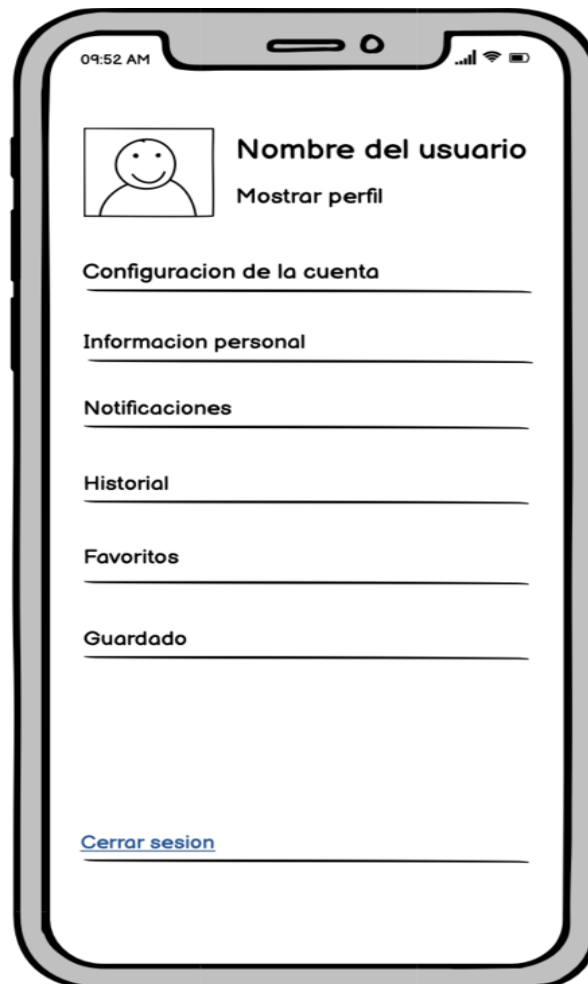 09:52 AM
Nombre del usuario
Mostrar perfil
Configuracion de la cuenta
Informacion personal
Notificaciones
Historial
Favoritos
Guardado
Cerrar sesion